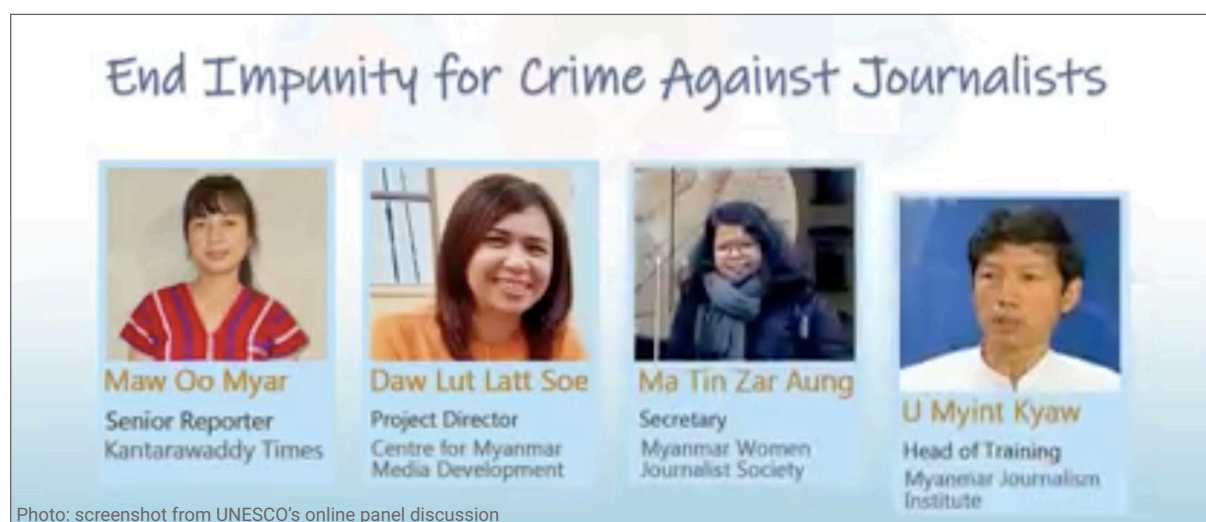 End Impunity for Crime Against Journalists
Maw Oo Myar
Senior Reporter
Kantarawaddy Times
Daw Lut Latt Soe
Project Director
Centre for Myanmar
Media Development
Ma Tin Zar Aung
Secretary
Myanmar Women
Journalist Society
U Myint Kyaw
Head of Training
Myanmar Journalism
Institute
Photo: screenshot from UNESCO's online panel discussion